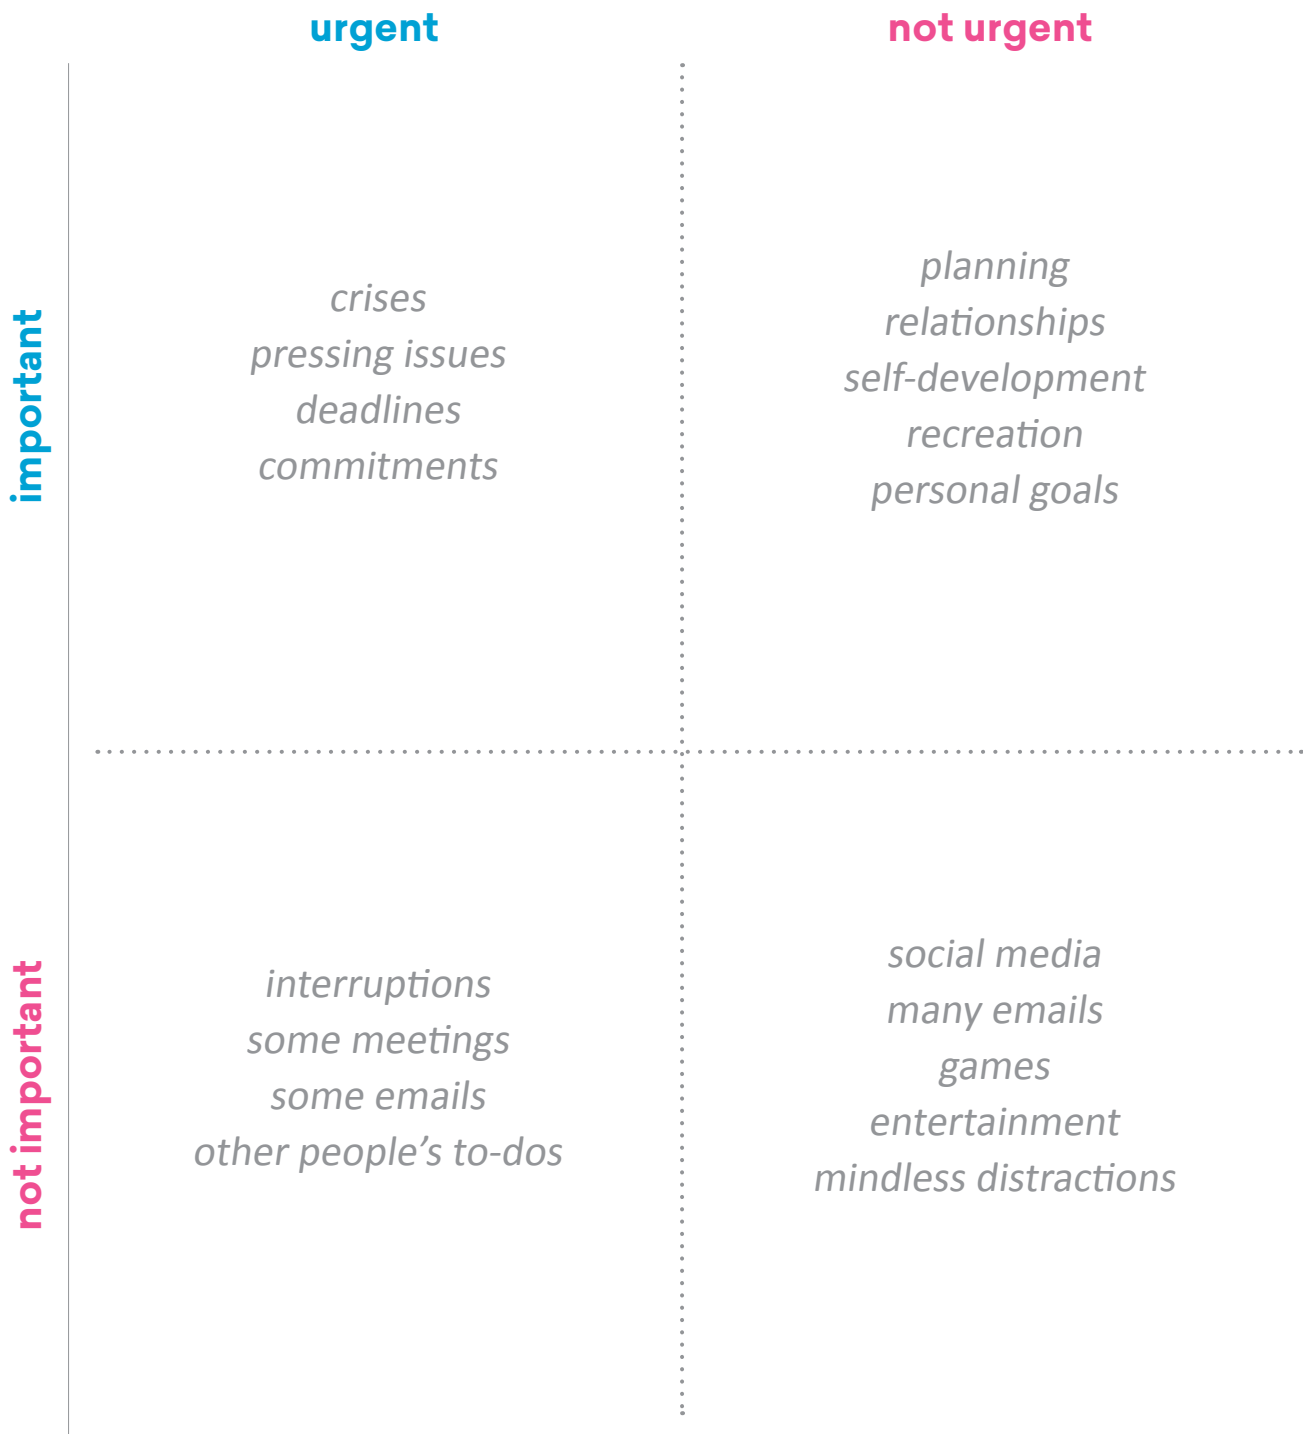 urgent
not urgent
important
crises
pressing issues
deadlines
commitments
planning
relationships
self-development
recreation
personal goals
not important
interruptions
some meetings
some emails
other people’s to-dos
social media
many emails
games
entertainment
mindless distractions